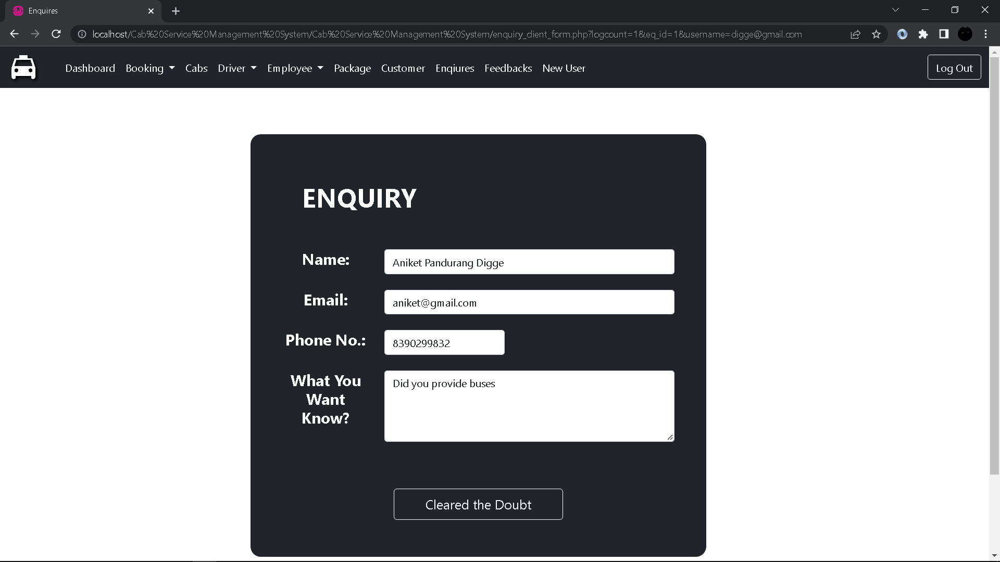 Enquires
localhost/Cab%20Service%20Management%20System/Cab%20Service%20Management%20System/enquiry_client_form.php?logcount=1&eq_id=1&username=digge@gmail.com
Dashboard Booking Cabs Driver Employee Package Customer Enqiures Feedbacks New User Log Out
ENQUIRY
Name: Aniket Pandurang Digge
Email: aniket@gmail.com
Phone No.: 8390299832
What You Did you provide buses
Want
Know?
Cleared the Doubt